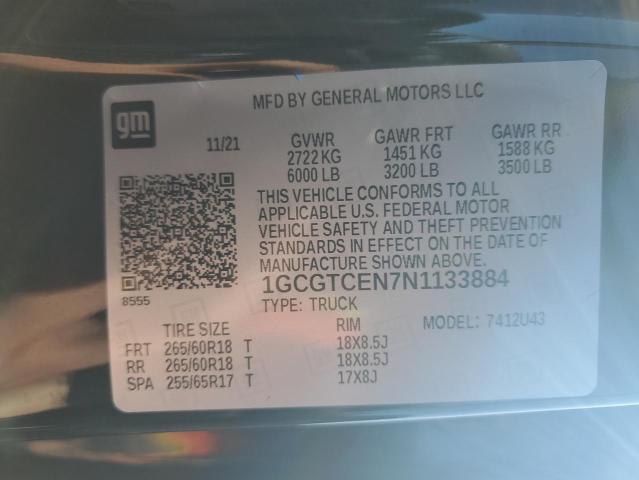 MFD BY GENERAL MOTORS LLC
gm
11/21 GVWR GAWR FRT GAWR RR
2722 KG 1451 KG 1588 KG
6000 LB 3200 LB 3500 LB
THIS VEHICLE CONFORMS TO ALL
APPLICABLE U.S. FEDERAL MOTOR
VEHICLE SAFETY AND THEFT PREVENTION
STANDARDS IN EFFECT ON THE DATE OF
MANUFACTURE SHOWN ABOVE.
8555 1GCGTCEN7N1133884
TYPE: TRUCK
TIRE SIZE RIM MODEL: 7412U43
FRT 265/60R18 T 18X8.5J
RR 265/60R18 T 18X8.5J
SPA 255/65R17 T 17X8J